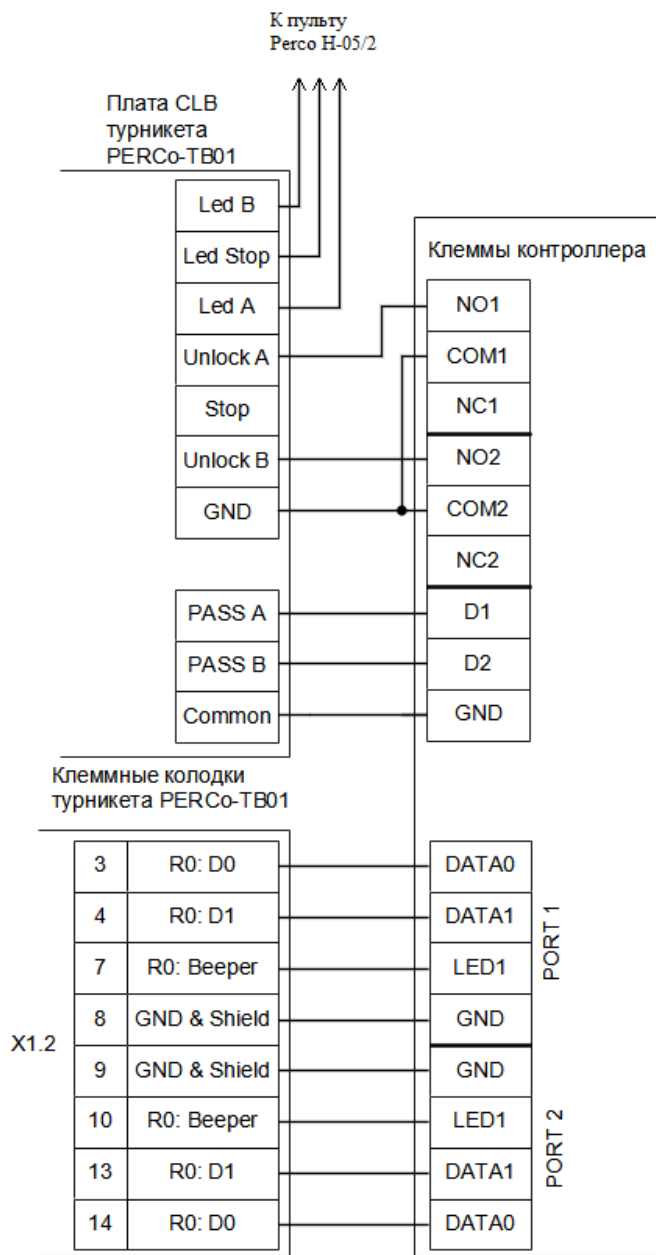 К пульту
Perco H-05/2
Плата CLB
турникета
PERCo-TB01
Led B
Led Stop
Led A
Unlock A
Stop
Unlock B
GND
PASS A
PASS B
Common
Клеммы контроллера
NO1
COM1
NC1
NO2
COM2
NC2
D1
D2
GND
Клеммные колодки
турникета PERCo-TB01
X1.2
3 R0: D0
4 R0: D1
7 R0: Beeper
8 GND & Shield
9 GND & Shield
10 R0: Beeper
13 R0: D1
14 R0: D0
DATA0
DATA1
LED1
GND
GND
LED1
DATA1
DATA0
PORT 1
PORT 2